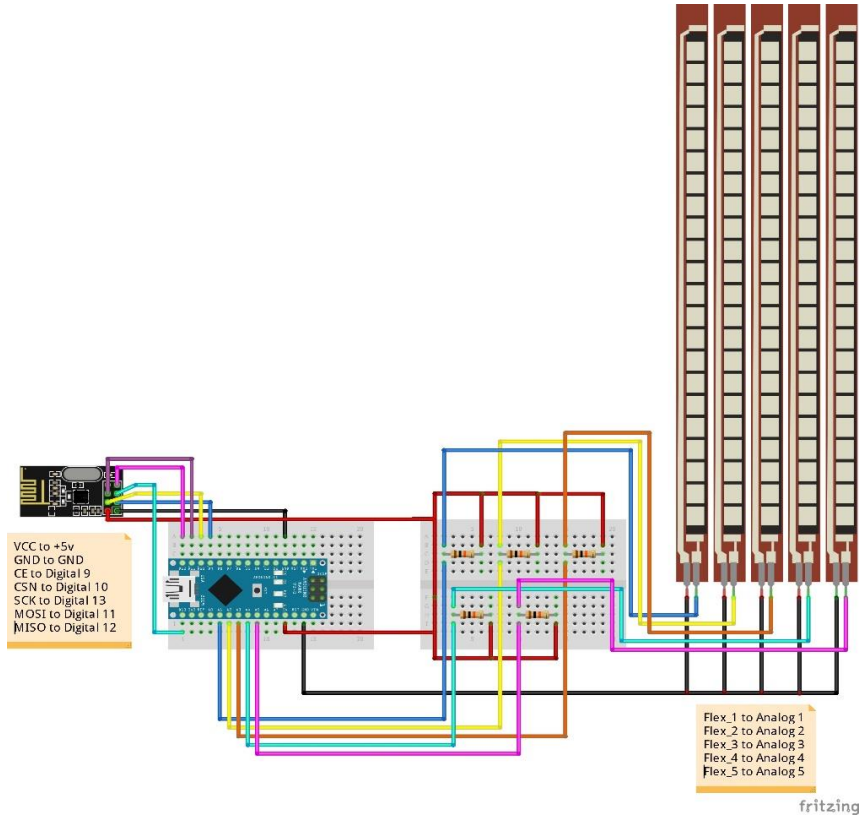 VCC to +5v
GND to GND
CE to Digital 9
CSN to Digital 10
SCK to Digital 13
MOSI to Digital 11
MISO to Digital 12
Flex_1 to Analog 1
Flex_2 to Analog 2
Flex_3 to Analog 3
Flex_4 to Analog 4
Flex_5 to Analog 5
fritzing